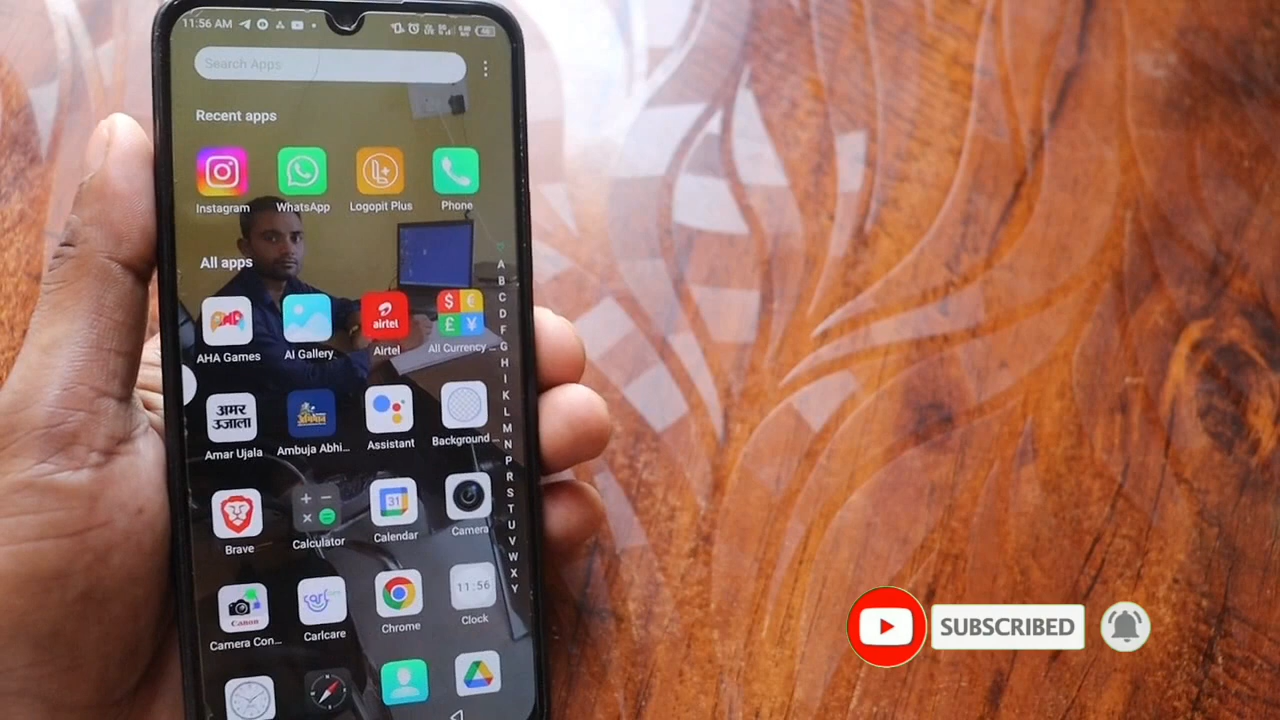 11:56 AM
Search Apps
Recent apps
Instagram WhatsApp Logopit Plus Phone
All apps
airtel
AHA Games AI Gallery Airtel All Currency ...
अमर
उजाला
Amar Ujala Ambuja Abhi... Assistant Background ...
31
Brave Calculator Calendar Camera
Canon
11:56
Camera Con... Carlcare Chrome Clock
A
B
C
D
F
G
H
I
K
L
M
N
P
R
S
T
U
V
W
X
Y
SUBSCRIBED